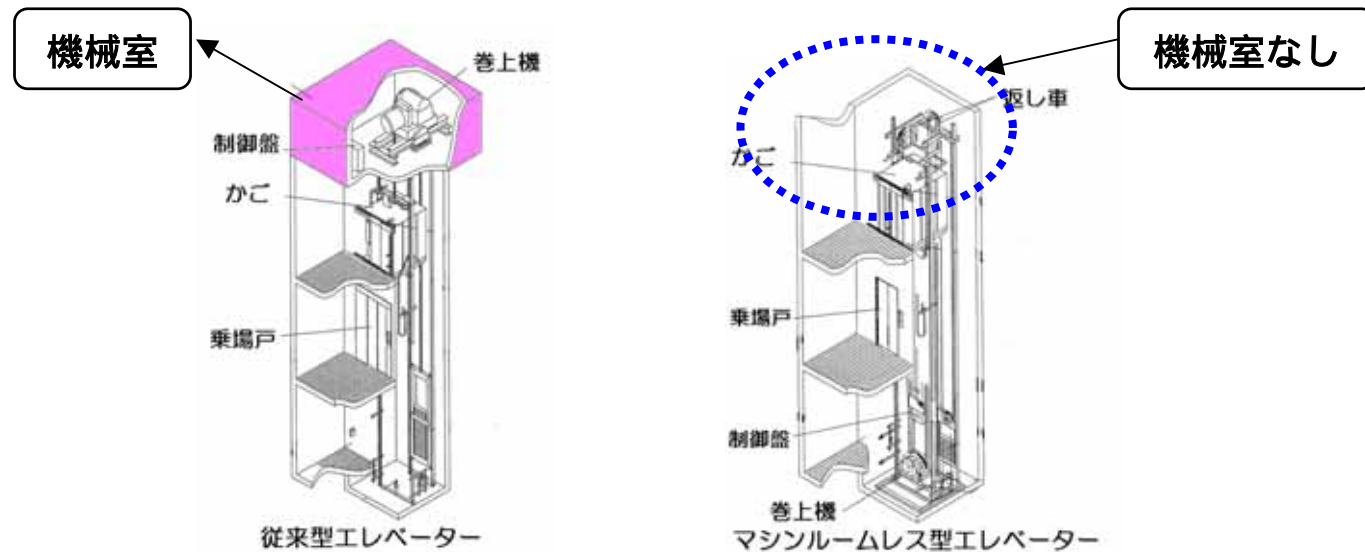 機械室
巻上機
制御盤
かご
乗場戸
従来型エレベーター
機械室なし
返し車
かご
乗場戸
制御盤
巻上機
マシンルームレス型エレベーター